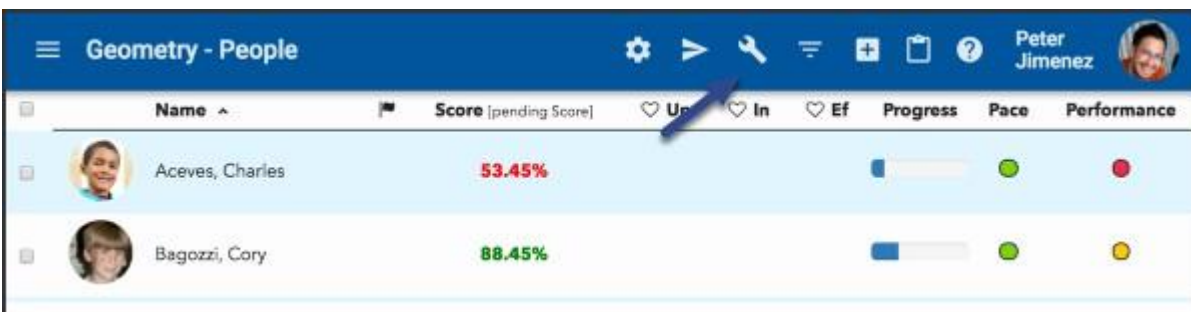 Geometry - People
Peter
Jimenez
Name Score [pending Score] Un In Ef Progress Pace Performance
Aceves, Charles 53.45%
Bagozzi, Cory 88.45%